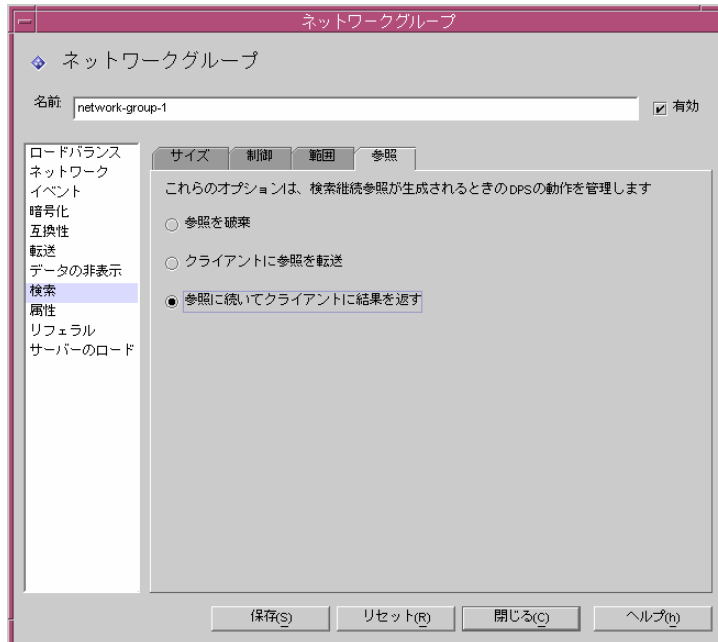 ネットワークグループ
ネットワークグループ
名前 network-group-1 有効
ロードバランス
ネットワーク
イベント
暗号化
互換性
転送
データの非表示
検索
属性
リフェラル
サーバーのロード
サイズ 制御 範囲 参照
これらのオプションは、検索継続参照が生成されるときのDPSの動作を管理します
参照を破棄
クライアントに参照を転送
参照に続いてクライアントに結果を返す
保存(S) リセット(R) 閉じる(C) ヘルプ(h)